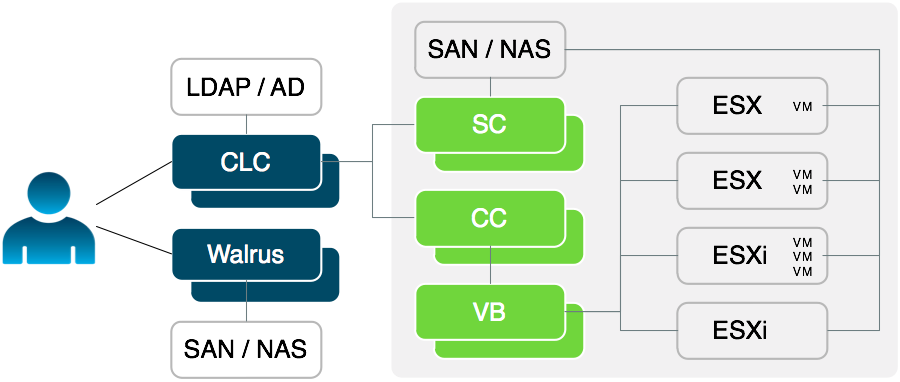 SAN / NAS
LDAP / AD
SC
ESX VM
CLC
ESX VM
VM
CC
Walrus
ESXi VM
VM
VM
VB
ESXi
SAN / NAS